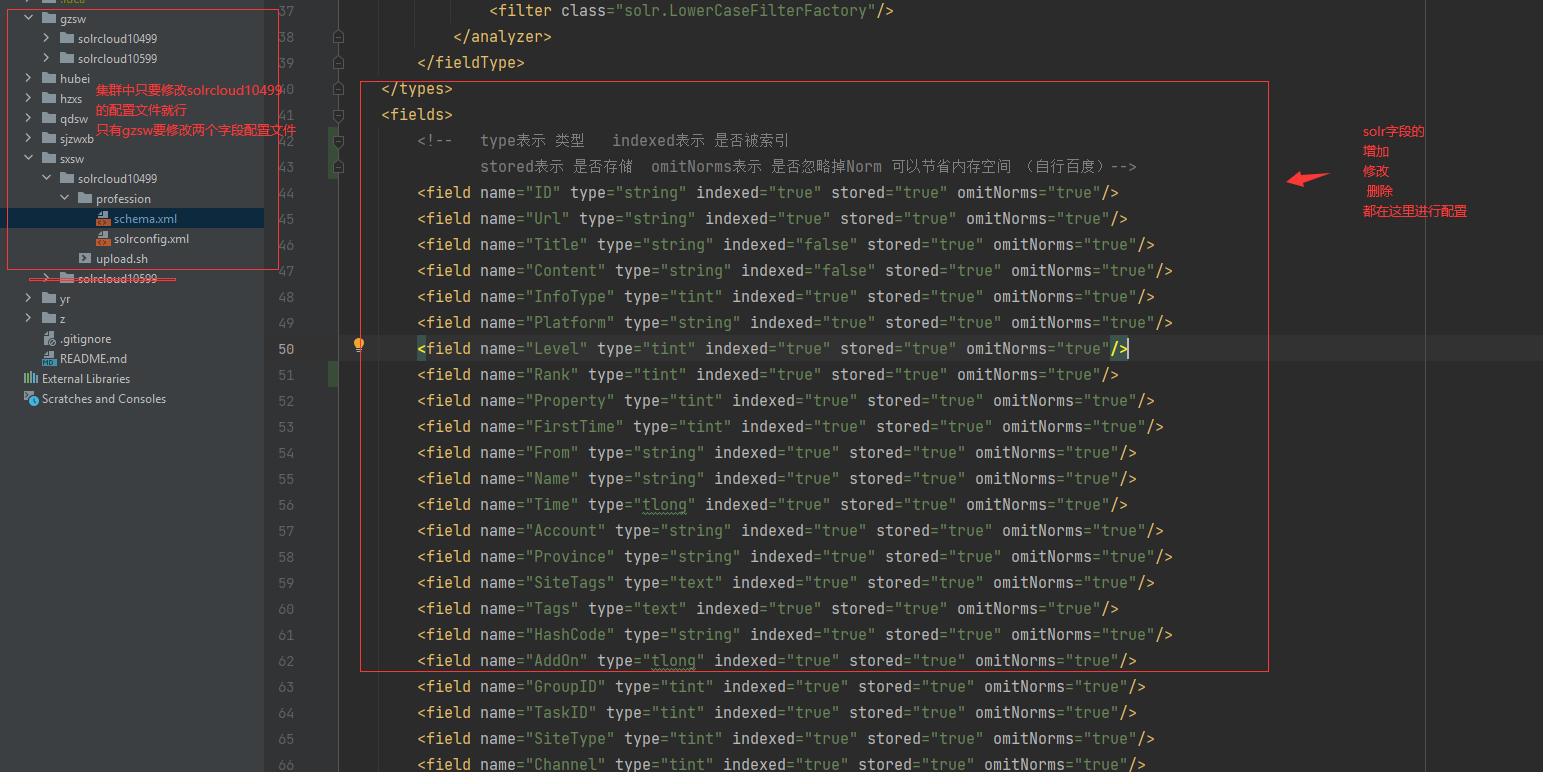 gzsw
solrcloud10499
solrcloud10599
hubei
hzxs
qdsw
sjzwxb
sxsw
solrcloud10499
profession
schema.xml
solrconfig.xml
upload.sh
solrcloud10599
yr
z
.gitignore
README.md
External Libraries
Scratches and Consoles
集群中只要修改solrcloud10499
的配置文件就行
只有gzsw要修改两个字段配置文件
37 <filter class="solr.LowerCaseFilterFactory"/>
38 </analyzer>
39 </fieldType>
40 </types>
41 <fields>
42 <!-- type表示 类型 indexed表示 是否被索引
43 stored表示 是否存储 omitNorms表示 是否忽略掉Norm 可以节省内存空间 （自行百度）-->
44 <field name="ID" type="string" indexed="true" stored="true" omitNorms="true"/>
45 <field name="Url" type="string" indexed="true" stored="true" omitNorms="true"/>
46 <field name="Title" type="string" indexed="false" stored="true" omitNorms="true"/>
47 <field name="Content" type="string" indexed="false" stored="true" omitNorms="true"/>
48 <field name="InfoType" type="tint" indexed="true" stored="true" omitNorms="true"/>
49 <field name="Platform" type="string" indexed="true" stored="true" omitNorms="true"/>
50 <field name="Level" type="tint" indexed="true" stored="true" omitNorms="true"/>
51 <field name="Rank" type="tint" indexed="true" stored="true" omitNorms="true"/>
52 <field name="Property" type="tint" indexed="true" stored="true" omitNorms="true"/>
53 <field name="FirstTime" type="tint" indexed="true" stored="true" omitNorms="true"/>
54 <field name="From" type="string" indexed="true" stored="true" omitNorms="true"/>
55 <field name="Name" type="string" indexed="true" stored="true" omitNorms="true"/>
56 <field name="Time" type="tlong" indexed="true" stored="true" omitNorms="true"/>
57 <field name="Account" type="string" indexed="true" stored="true" omitNorms="true"/>
58 <field name="Province" type="string" indexed="true" stored="true" omitNorms="true"/>
59 <field name="SiteTags" type="text" indexed="true" stored="true" omitNorms="true"/>
60 <field name="Tags" type="text" indexed="true" stored="true" omitNorms="true"/>
61 <field name="HashCode" type="string" indexed="true" stored="true" omitNorms="true"/>
62 <field name="AddOn" type="tlong" indexed="true" stored="true" omitNorms="true"/>
63 <field name="GroupID" type="tint" indexed="true" stored="true" omitNorms="true"/>
64 <field name="TaskID" type="tint" indexed="true" stored="true" omitNorms="true"/>
65 <field name="SiteType" type="tint" indexed="true" stored="true" omitNorms="true"/>
66 <field name="Channel" type="tint" indexed="true" stored="true" omitNorms="true"/>
solr字段的
增加
修改
删除
都在这里进行配置